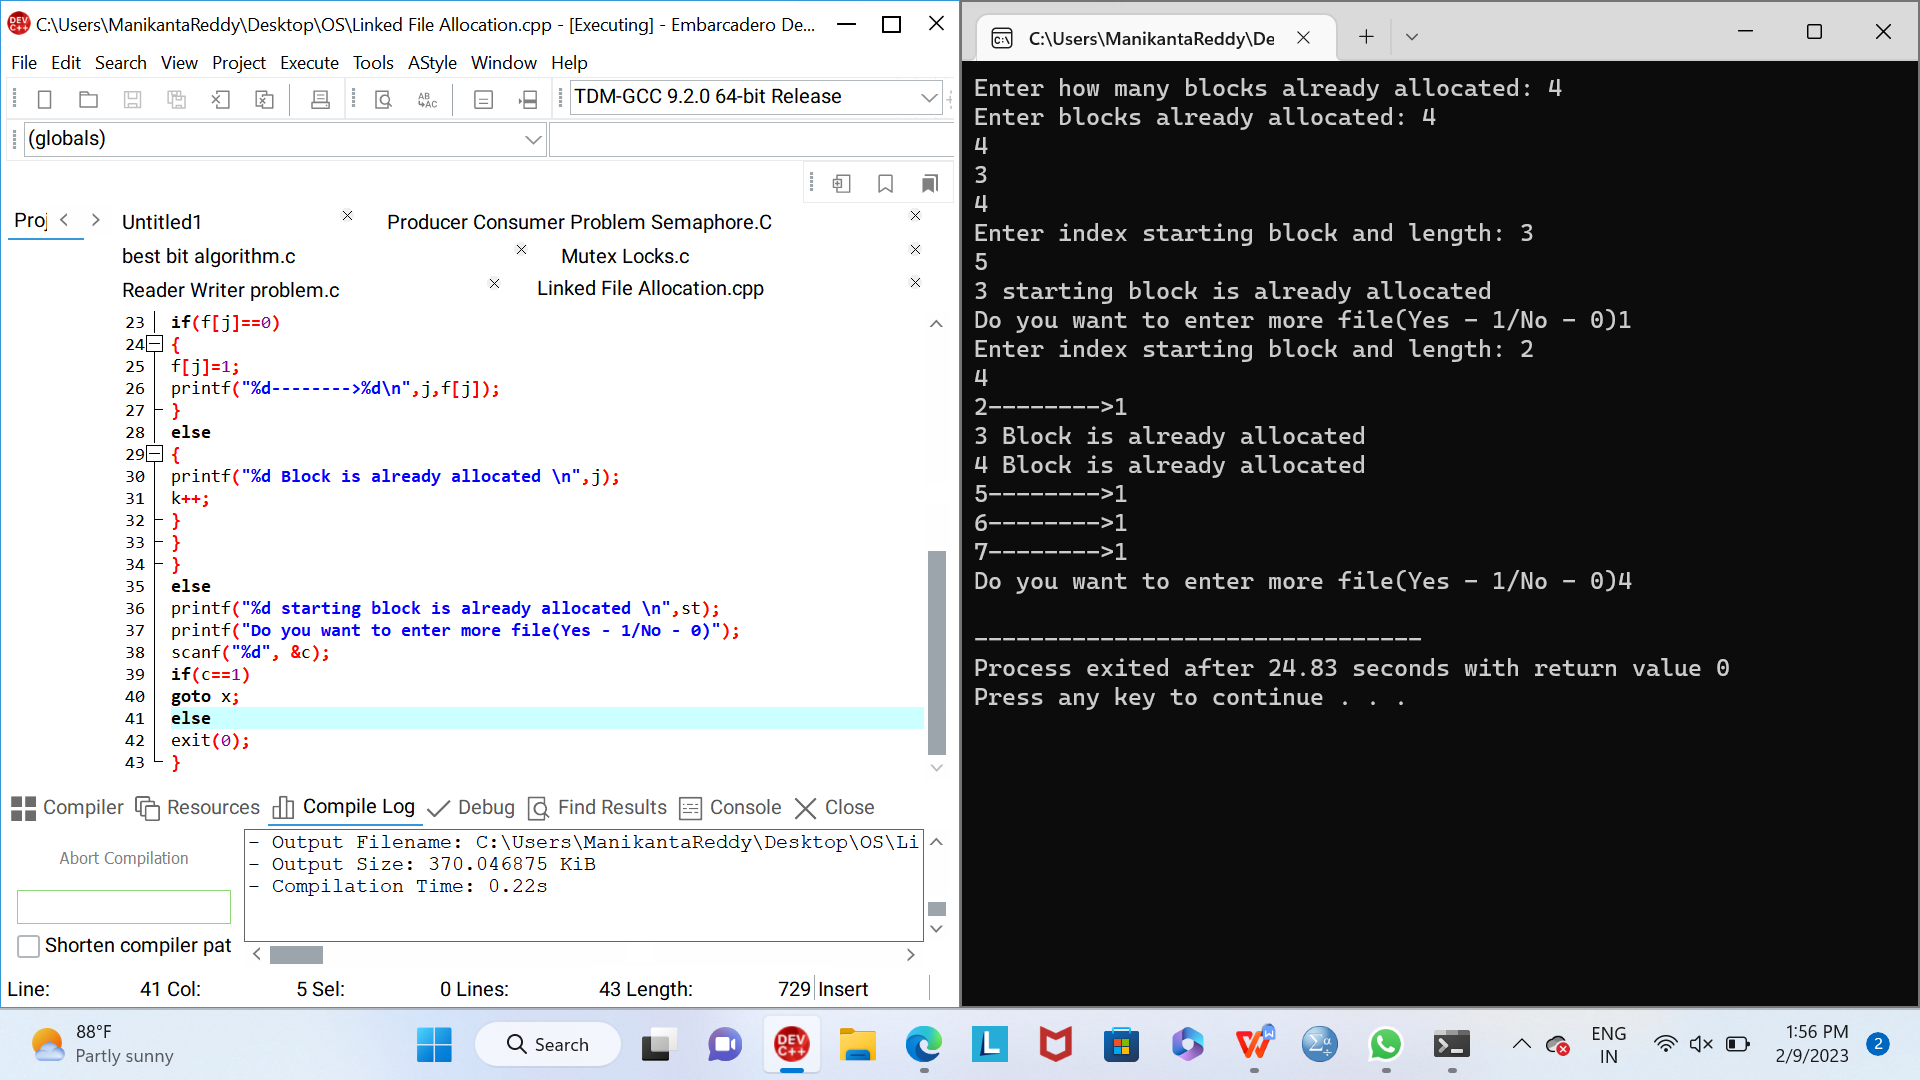 C:\Users\ManikantaReddy\Desktop\OS\Linked File Allocation.cpp - [Executing] - Embarcadero De...
File Edit Search View Project Execute Tools AStyle Window Help
TDM-GCC 9.2.0 64-bit Release
(globals)
Proj
Untitled1
Producer Consumer Problem Semaphore.C
best bit algorithm.c
Mutex Locks.c
Reader Writer problem.c
Linked File Allocation.cpp
23 if(f[j]==0)
24 {
25 f[j]=1;
26 printf("%d-------->%d\n",j,f[j]);
27 }
28 else
29 {
30 printf("%d Block is already allocated \n",j);
31 k++;
32 }
33 }
34 }
35 else
36 printf("%d starting block is already allocated \n",st);
37 printf("Do you want to enter more file(Yes - 1/No - 0)");
38 scanf("%d", &c);
39 if(c==1)
40 goto x;
41 else
42 exit(0);
43 }
Compiler Resources Compile Log Debug Find Results Console Close
Abort Compilation
Shorten compiler pat
- Output Filename: C:\Users\ManikantaReddy\Desktop\OS\Li
- Output Size: 370.046875 KiB
- Compilation Time: 0.22s
Line: 41 Col: 5 Sel: 0 Lines: 43 Length: 729 Insert
C:\Users\ManikantaReddy\De
Enter how many blocks already allocated: 4
Enter blocks already allocated: 4
4
3
4
Enter index starting block and length: 3
5
3 starting block is already allocated
Do you want to enter more file(Yes - 1/No - 0)1
Enter index starting block and length: 2
4
2-------->1
3 Block is already allocated
4 Block is already allocated
5-------->1
6-------->1
7-------->1
Do you want to enter more file(Yes - 1/No - 0)4
--------------------------------
Process exited after 24.83 seconds with return value 0
Press any key to continue . . .
88°F
Partly sunny
Search
DEV C++
ENG
IN
1:56 PM
2/9/2023
2